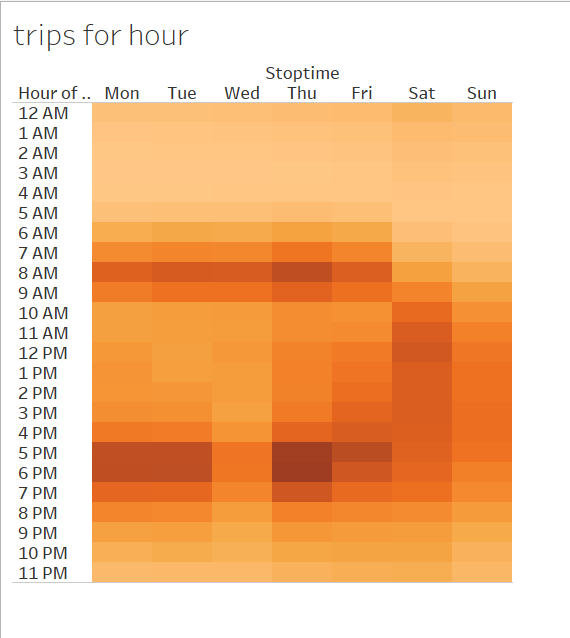 trips for hour
Stoptime
Hour of .. Mon Tue Wed Thu Fri Sat Sun
12 AM
1 AM
2 AM
3 AM
4 AM
5 AM
6 AM
7 AM
8 AM
9 AM
10 AM
11 AM
12 PM
1 PM
2 PM
3 PM
4 PM
5 PM
6 PM
7 PM
8 PM
9 PM
10 PM
11 PM